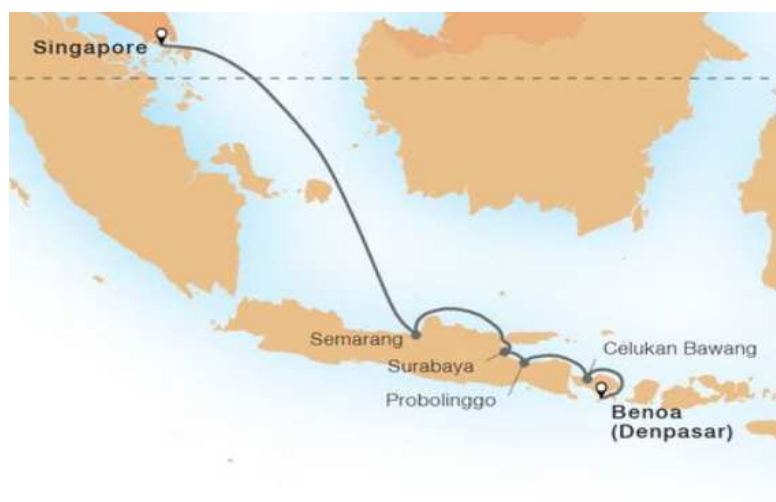 Singapore
Semarang
Surabaya
Probolinggo
Celukan Bawang
Benoa
(Denpasar)